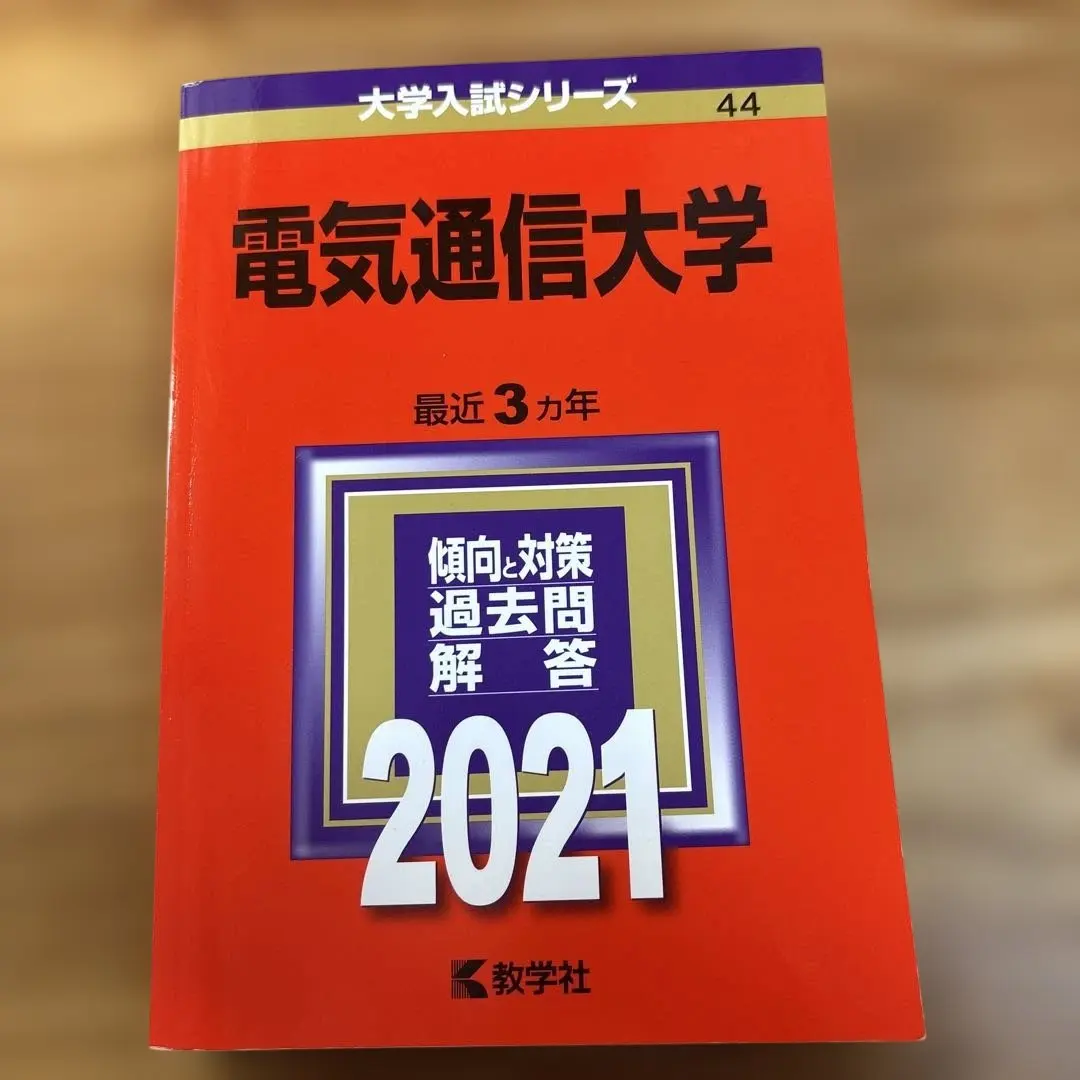 大学入試シリーズ
44
電気通信大学
最近3カ年
傾向と対策
過去問
解答
2021
教学社